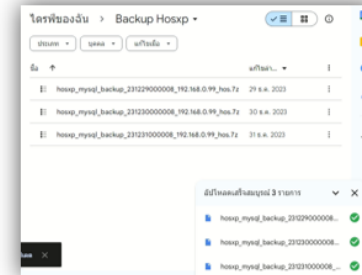 ไดรฟ์ของฉัน > Backup Hosxp
ประเภท บุคคล แก้ไขเมื่อ
ชื่อ แก้ไขล่า...
hosxp_mysql_backup_231229000008_192.168.0.99_hos.7z 29 ธ.ค. 2023
hosxp_mysql_backup_231230000008_192.168.0.99_hos.7z 30 ธ.ค. 2023
hosxp_mysql_backup_231231000008_192.168.0.99_hos.7z 31 ธ.ค. 2023
อัปโหลดเสร็จสมบูรณ์ 3 รายการ
hosxp_mysql_backup_231229000008...
hosxp_mysql_backup_231230000008...
hosxp_mysql_backup_231231000008_...